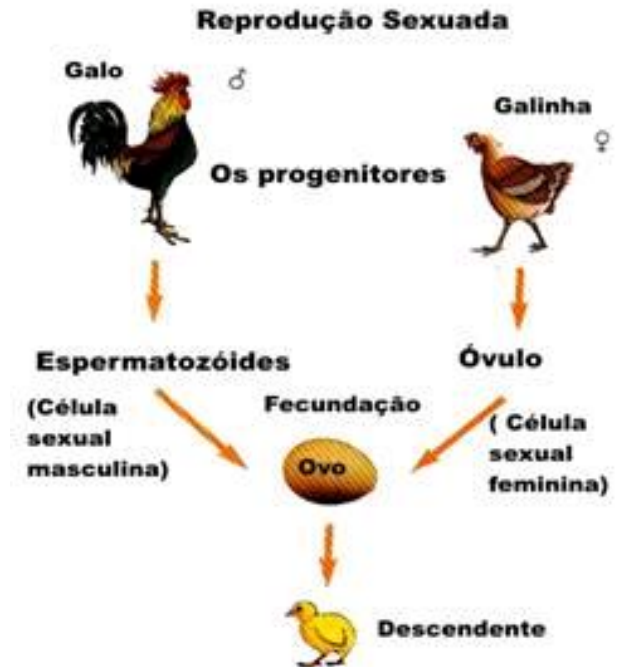 Reprodução Sexuada
Galo
♂
Galinha
♀
Os progenitores
Espermatozóides
Óvulo
(Célula
sexual
masculina)
Fecundação
( Célula
sexual
feminina)
Ovo
Descendente